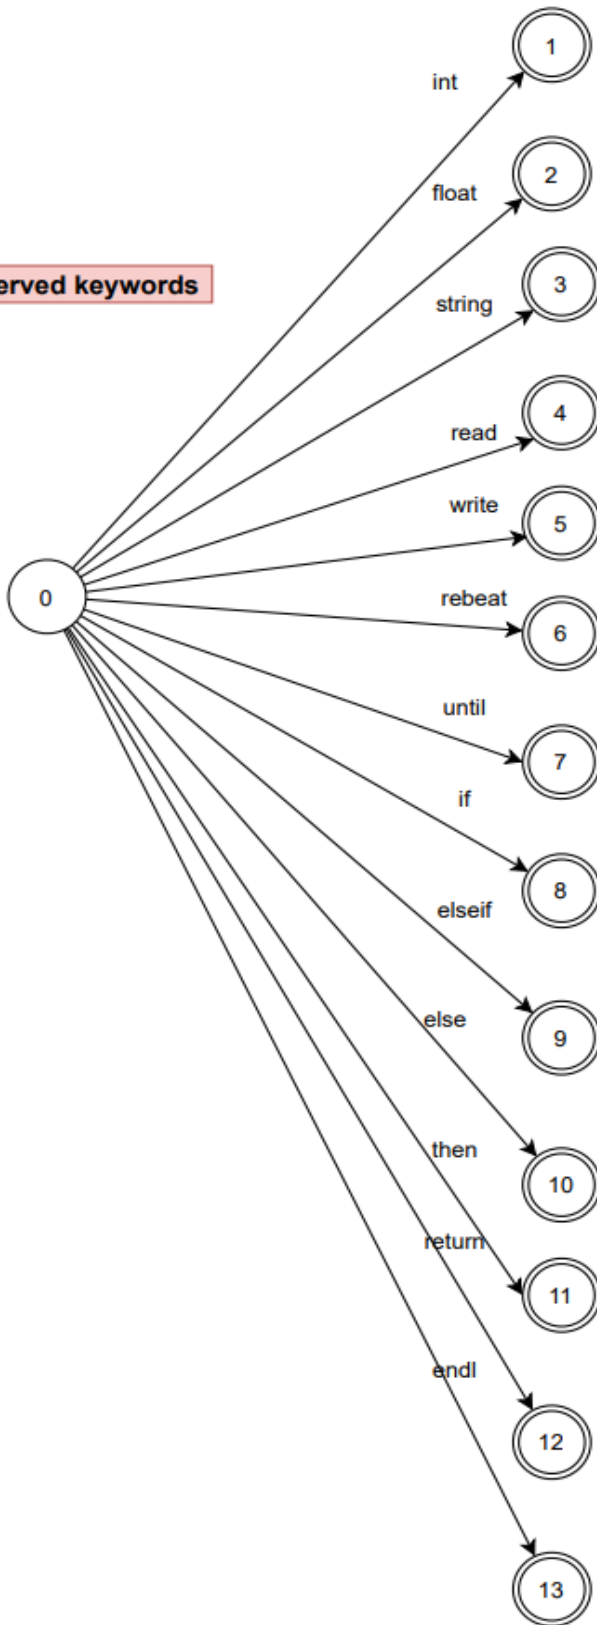 1
int
2
float
3
erved keywords
string
4
read
write
5
0
rebeat
6
until
7
if
8
elseif
9
else
then
10
return
11
endl
12
13